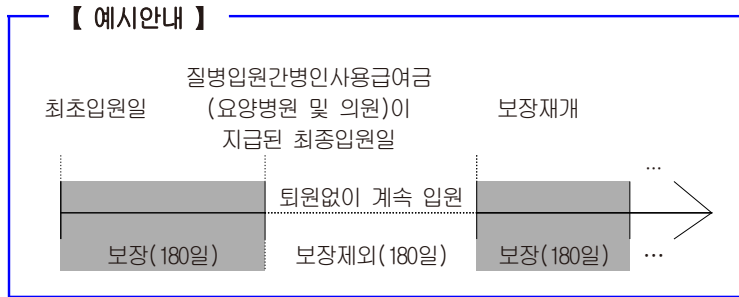 【 예시안내 】
질병입원간병인사용급여금
최초입원일 (요양병원 및 의원)이 보장재개
지급된 최종입원일
...
퇴원없이 계속 입원
보장(180일) 보장제외(180일) 보장(180일) ...